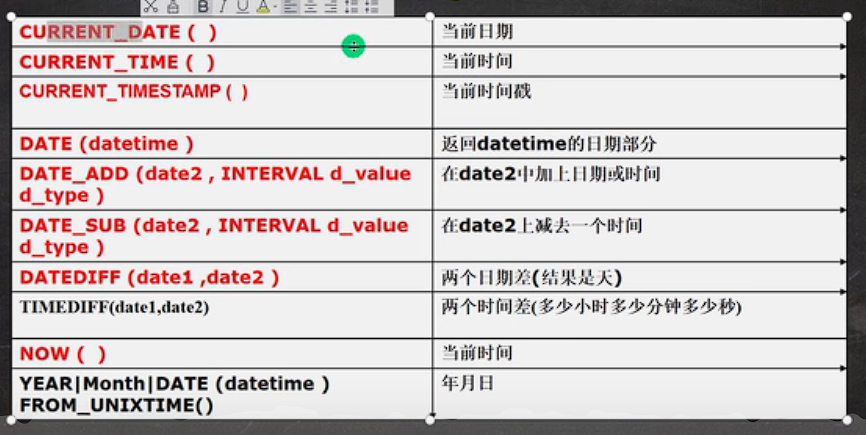 CURRENT_DATE ( )
当前日期
CURRENT_TIME ( )
当前时间
CURRENT_TIMESTAMP ( )
当前时间戳
DATE (datetime )
返回datetime的日期部分
DATE_ADD (date2 , INTERVAL d_value
d_type )
在date2中加上日期或时间
DATE_SUB (date2 , INTERVAL d_value
d_type )
在date2上减去一个时间
DATEDIFF (date1 ,date2 )
两个日期差(结果是天)
TIMEDIFF(date1,date2)
两个时间差(多少小时多少分钟多少秒)
NOW ( )
当前时间
YEAR|Month|DATE (datetime )
FROM_UNIXTIME()
年月日